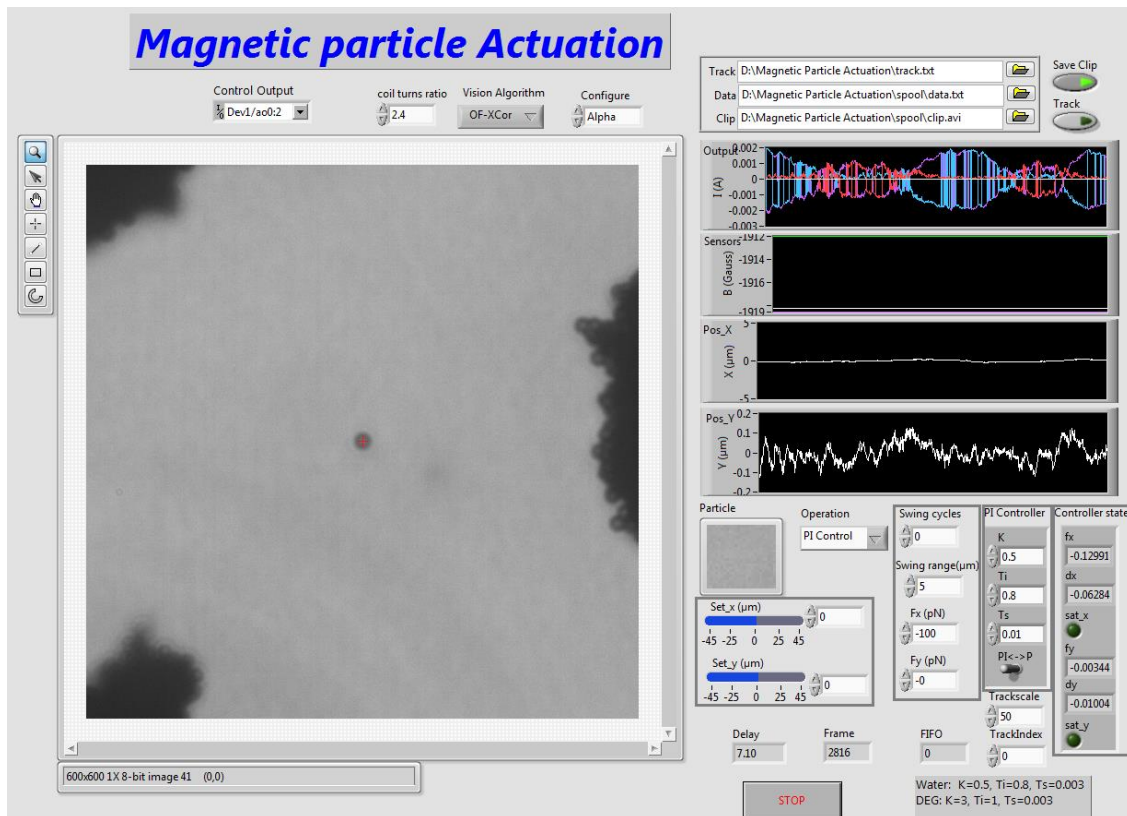 Magnetic particle Actuation
Control Output
Dev1/ao0:2
coil turns ratio
2.4
Vision Algorithm
OF-XCor
Configure
Alpha
Track D:\Magnetic Particle Actuation\track.txt
Data D:\Magnetic Particle Actuation\spool\data.txt
Clip D:\Magnetic Particle Actuation\spool\clip.avi
Save Clip
Track
Output
I (A)
0.002
0.001
0
-0.001
-0.002
-0.003
Sensors
B (Gauss)
-1912
-1914
-1916
-1919
Pos_X
X (µm)
5
0
-5
Pos_Y
Y (µm)
0.2
0.1
0
-0.1
-0.2
Particle
Operation
PI Control
Set_x (µm)
0
-45 -25 0 25 45
Set_y (µm)
0
-45 -25 0 25 45
Swing cycles
0
Swing range(µm)
5
Fx (pN)
-100
Fy (pN)
-0
PI Controller
K
0.5
Ti
0.8
Ts
0.01
PI<->P
Controller state
fx
-0.12991
dx
-0.06284
sat_x
fy
-0.00344
dy
-0.01004
sat_y
Trackscale
50
TrackIndex
0
Delay
7.10
Frame
2816
FIFO
0
600x600 1X 8-bit image 41 (0,0)
STOP
Water: K=0.5, Ti=0.8, Ts=0.003
DEG: K=3, Ti=1, Ts=0.003